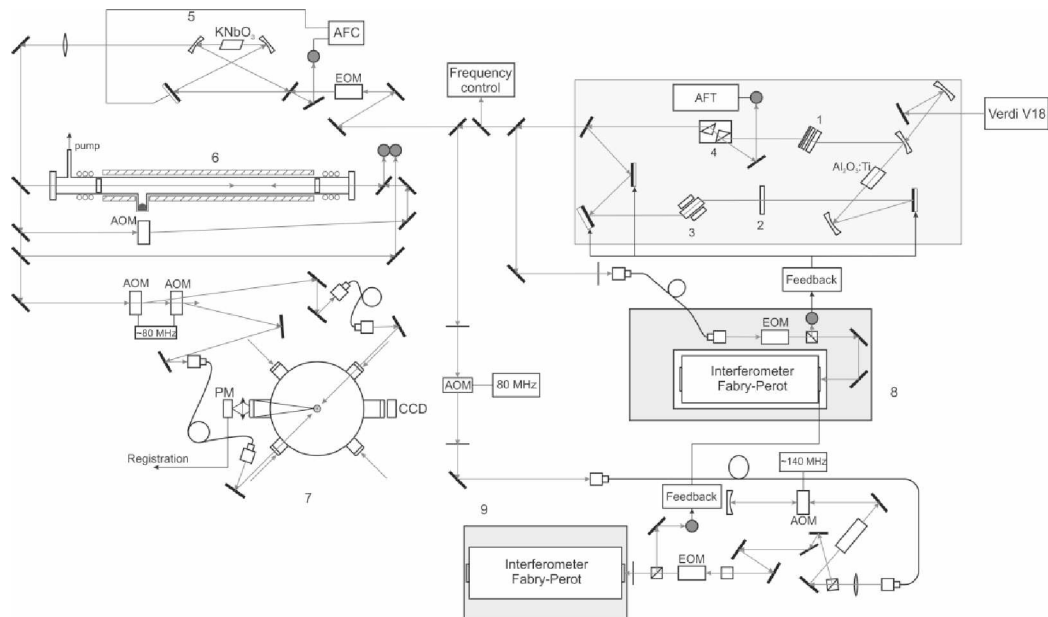 5
KNbO₃
AFC
EOM
Frequency
control
AFT
1
Verdi V18
4
Al₂O₃:Ti
pump
6
AOM
3
2
Feedback
AOM
AOM
~80 MHz
EOM
Interferometer
Fabry-Perot
8
PM
CCD
AOM
80 MHz
Registration
7
~140 MHz
Feedback
AOM
9
Interferometer
Fabry-Perot
EOM